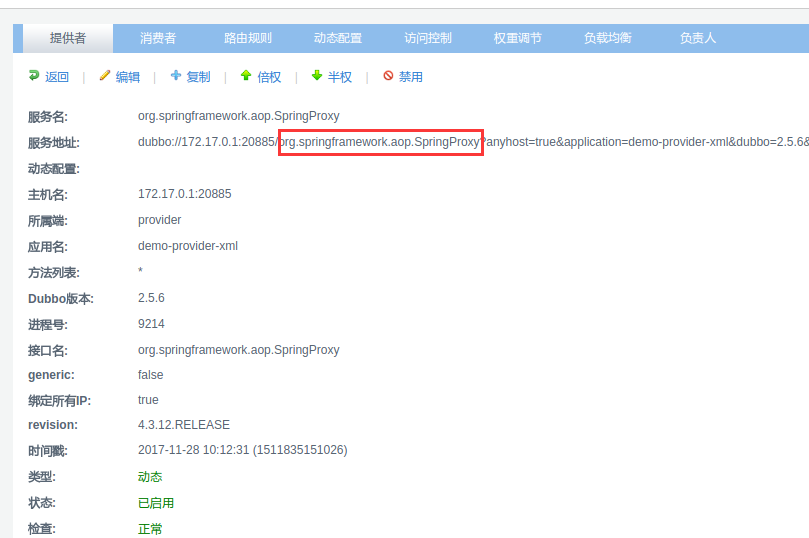 提供者 消费者 路由规则 动态配置 访问控制 权重调节 负载均衡 负责人
返回 | 编辑 | 复制 | 倍权 | 半权 | 禁用
服务名: org.springframework.aop.SpringProxy
服务地址: dubbo://172.17.0.1:20885/org.springframework.aop.SpringProxy?anyhost=true&application=demo-provider-xml&dubbo=2.5.6&
动态配置:
主机名: 172.17.0.1:20885
所属端: provider
应用名: demo-provider-xml
方法列表: *
Dubbo版本: 2.5.6
进程号: 9214
接口名: org.springframework.aop.SpringProxy
generic: false
绑定所有IP: true
revision: 4.3.12.RELEASE
时间戳: 2017-11-28 10:12:31 (1511835151026)
类型: 动态
状态: 已启用
检查: 正常